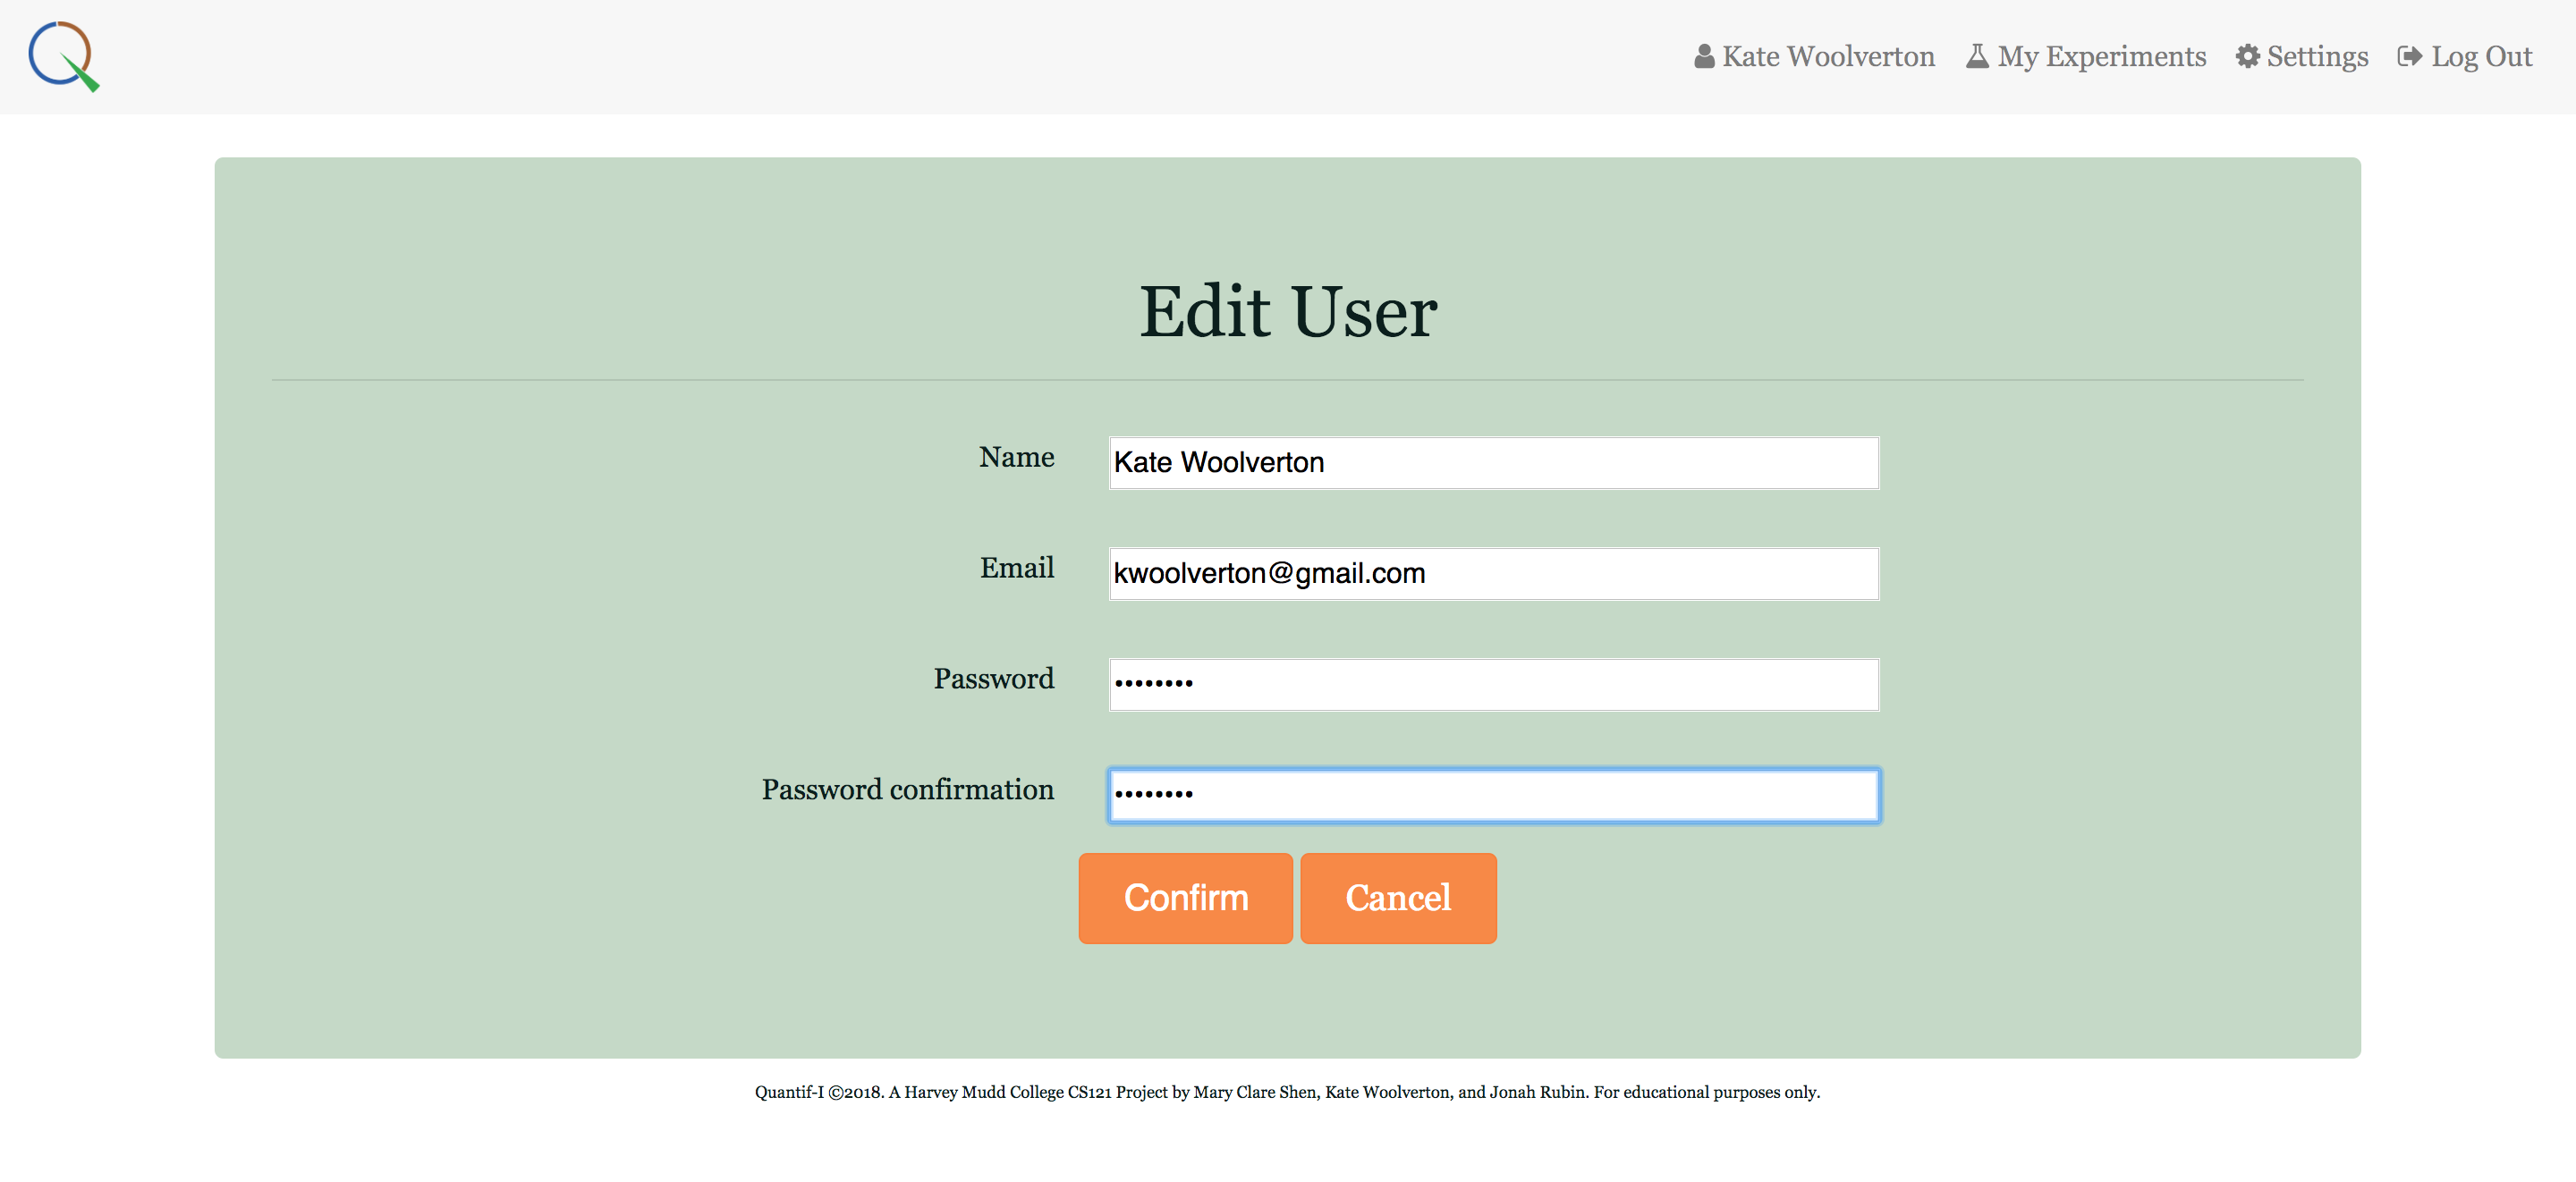 Kate Woolverton My Experiments Settings Log Out
Edit User
Name Kate Woolverton
Email kwoolverton@gmail.com
Password ••••••••
Password confirmation ••••••••
Confirm Cancel
Quantif-I ©2018. A Harvey Mudd College CS121 Project by Mary Clare Shen, Kate Woolverton, and Jonah Rubin. For educational purposes only.